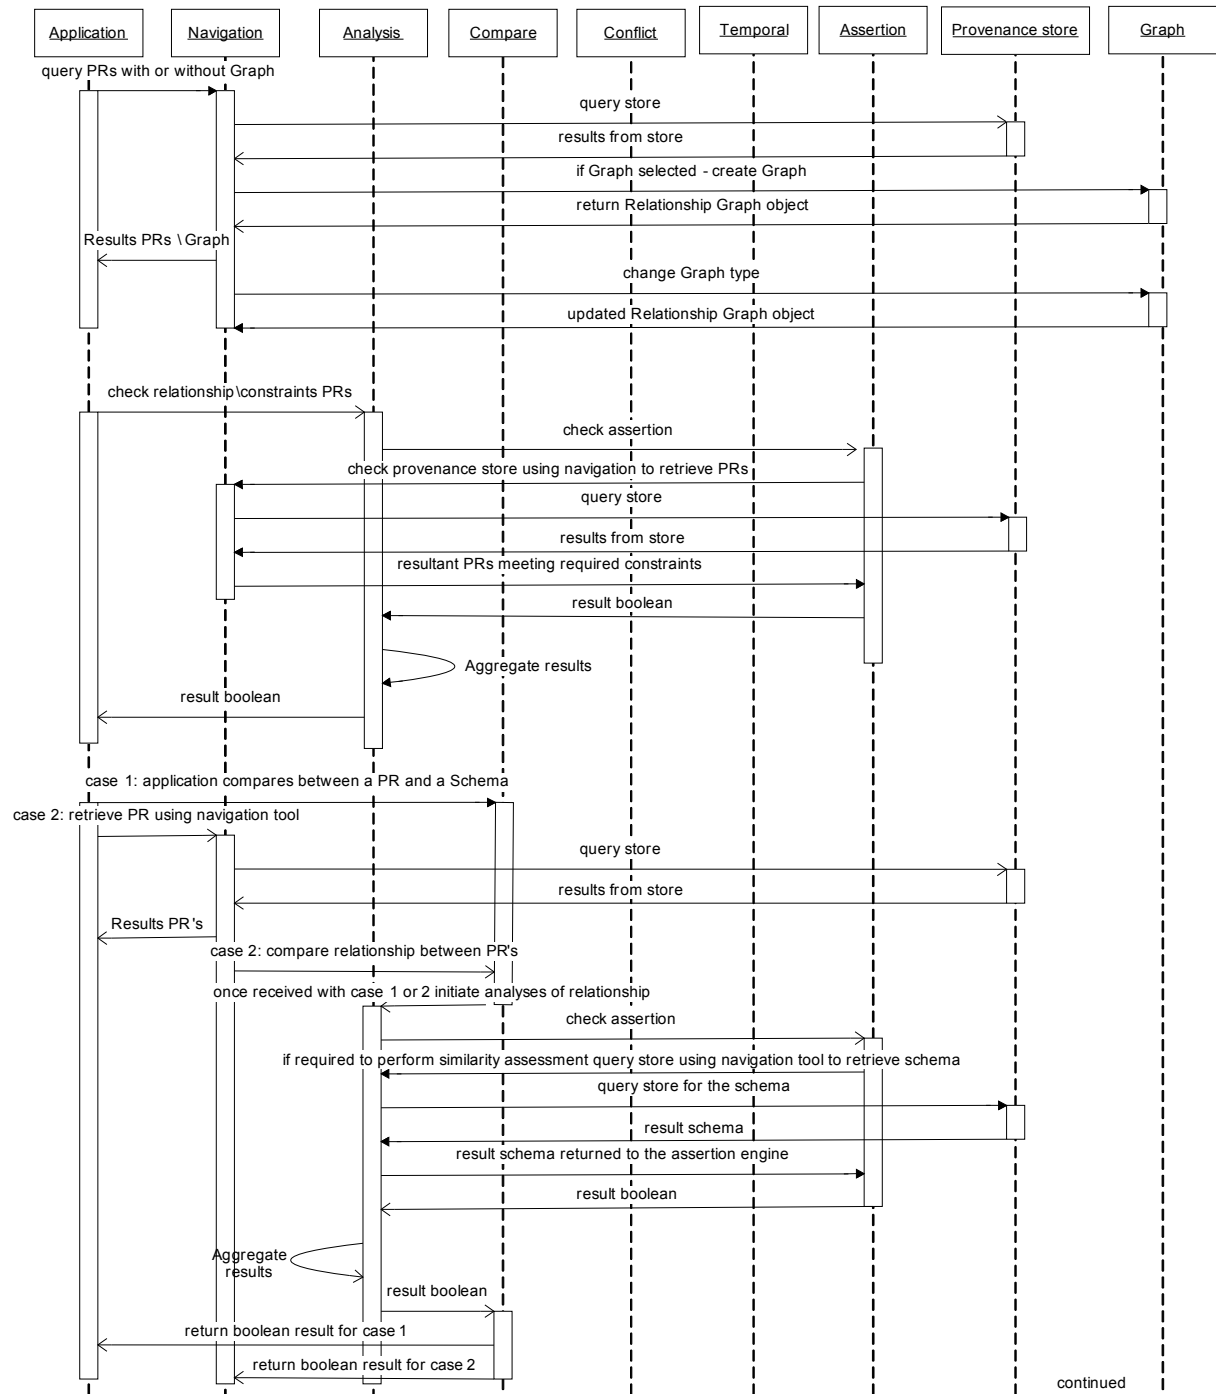 Application
Navigation
Analysis
Compare
Conflict
Temporal
Assertion
Provenance store
Graph
query PRs with or without Graph
query store
results from store
if Graph selected - create Graph
return Relationship Graph object
Results PRs \ Graph
change Graph type
updated Relationship Graph object
check relationship\constraints PRs
check assertion
check provenance store using navigation to retrieve PRs
query store
results from store
resultant PRs meeting required constraints
result boolean
Aggregate results
result boolean
case 1: application compares between a PR and a Schema
case 2: retrieve PR using navigation tool
query store
results from store
Results PR's
case 2: compare relationship between PR's
once received with case 1 or 2 initiate analyses of relationship
check assertion
if required to perform similarity assessment query store using navigation tool to retrieve schema
query store for the schema
result schema
result schema returned to the assertion engine
result boolean
Aggregate
results
result boolean
return boolean result for case 1
return boolean result for case 2
continued